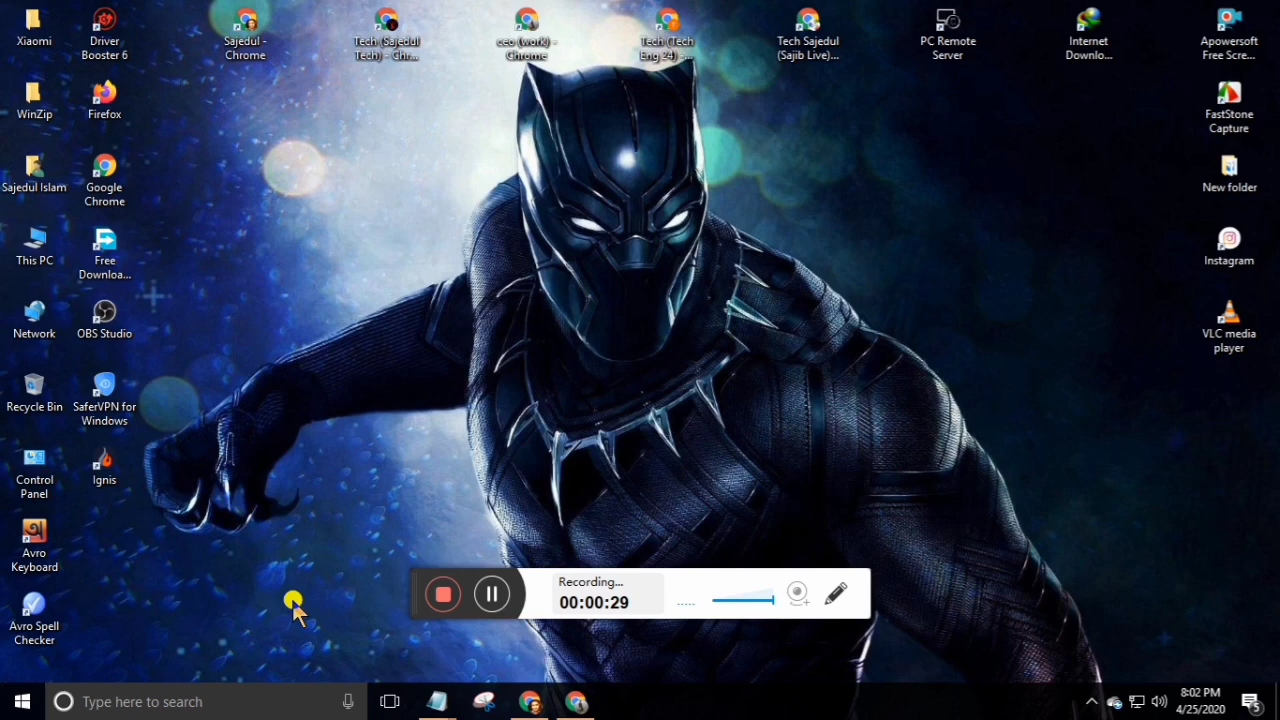 Xiaomi
Driver
Booster 6
Sajedul -
Chrome
Tech (Sajedul
Tech) - Chr...
ceo (work) -
Chrome
Tech (Tech
Eng 24) -...
Tech Sajedul
(Sajib Live)...
PC Remote
Server
Internet
Downlo...
Apowersoft
Free Scre...
WinZip
Firefox
FastStone
Capture
Sajedul Islam
Google
Chrome
New folder
This PC
Free
Downloa...
Instagram
Network
OBS Studio
VLC media
player
Recycle Bin
SaferVPN for
Windows
Control
Panel
Ignis
Avro
Keyboard
Avro Spell
Checker
Recording...
00:00:29
Type here to search
8:02 PM
4/25/2020
5